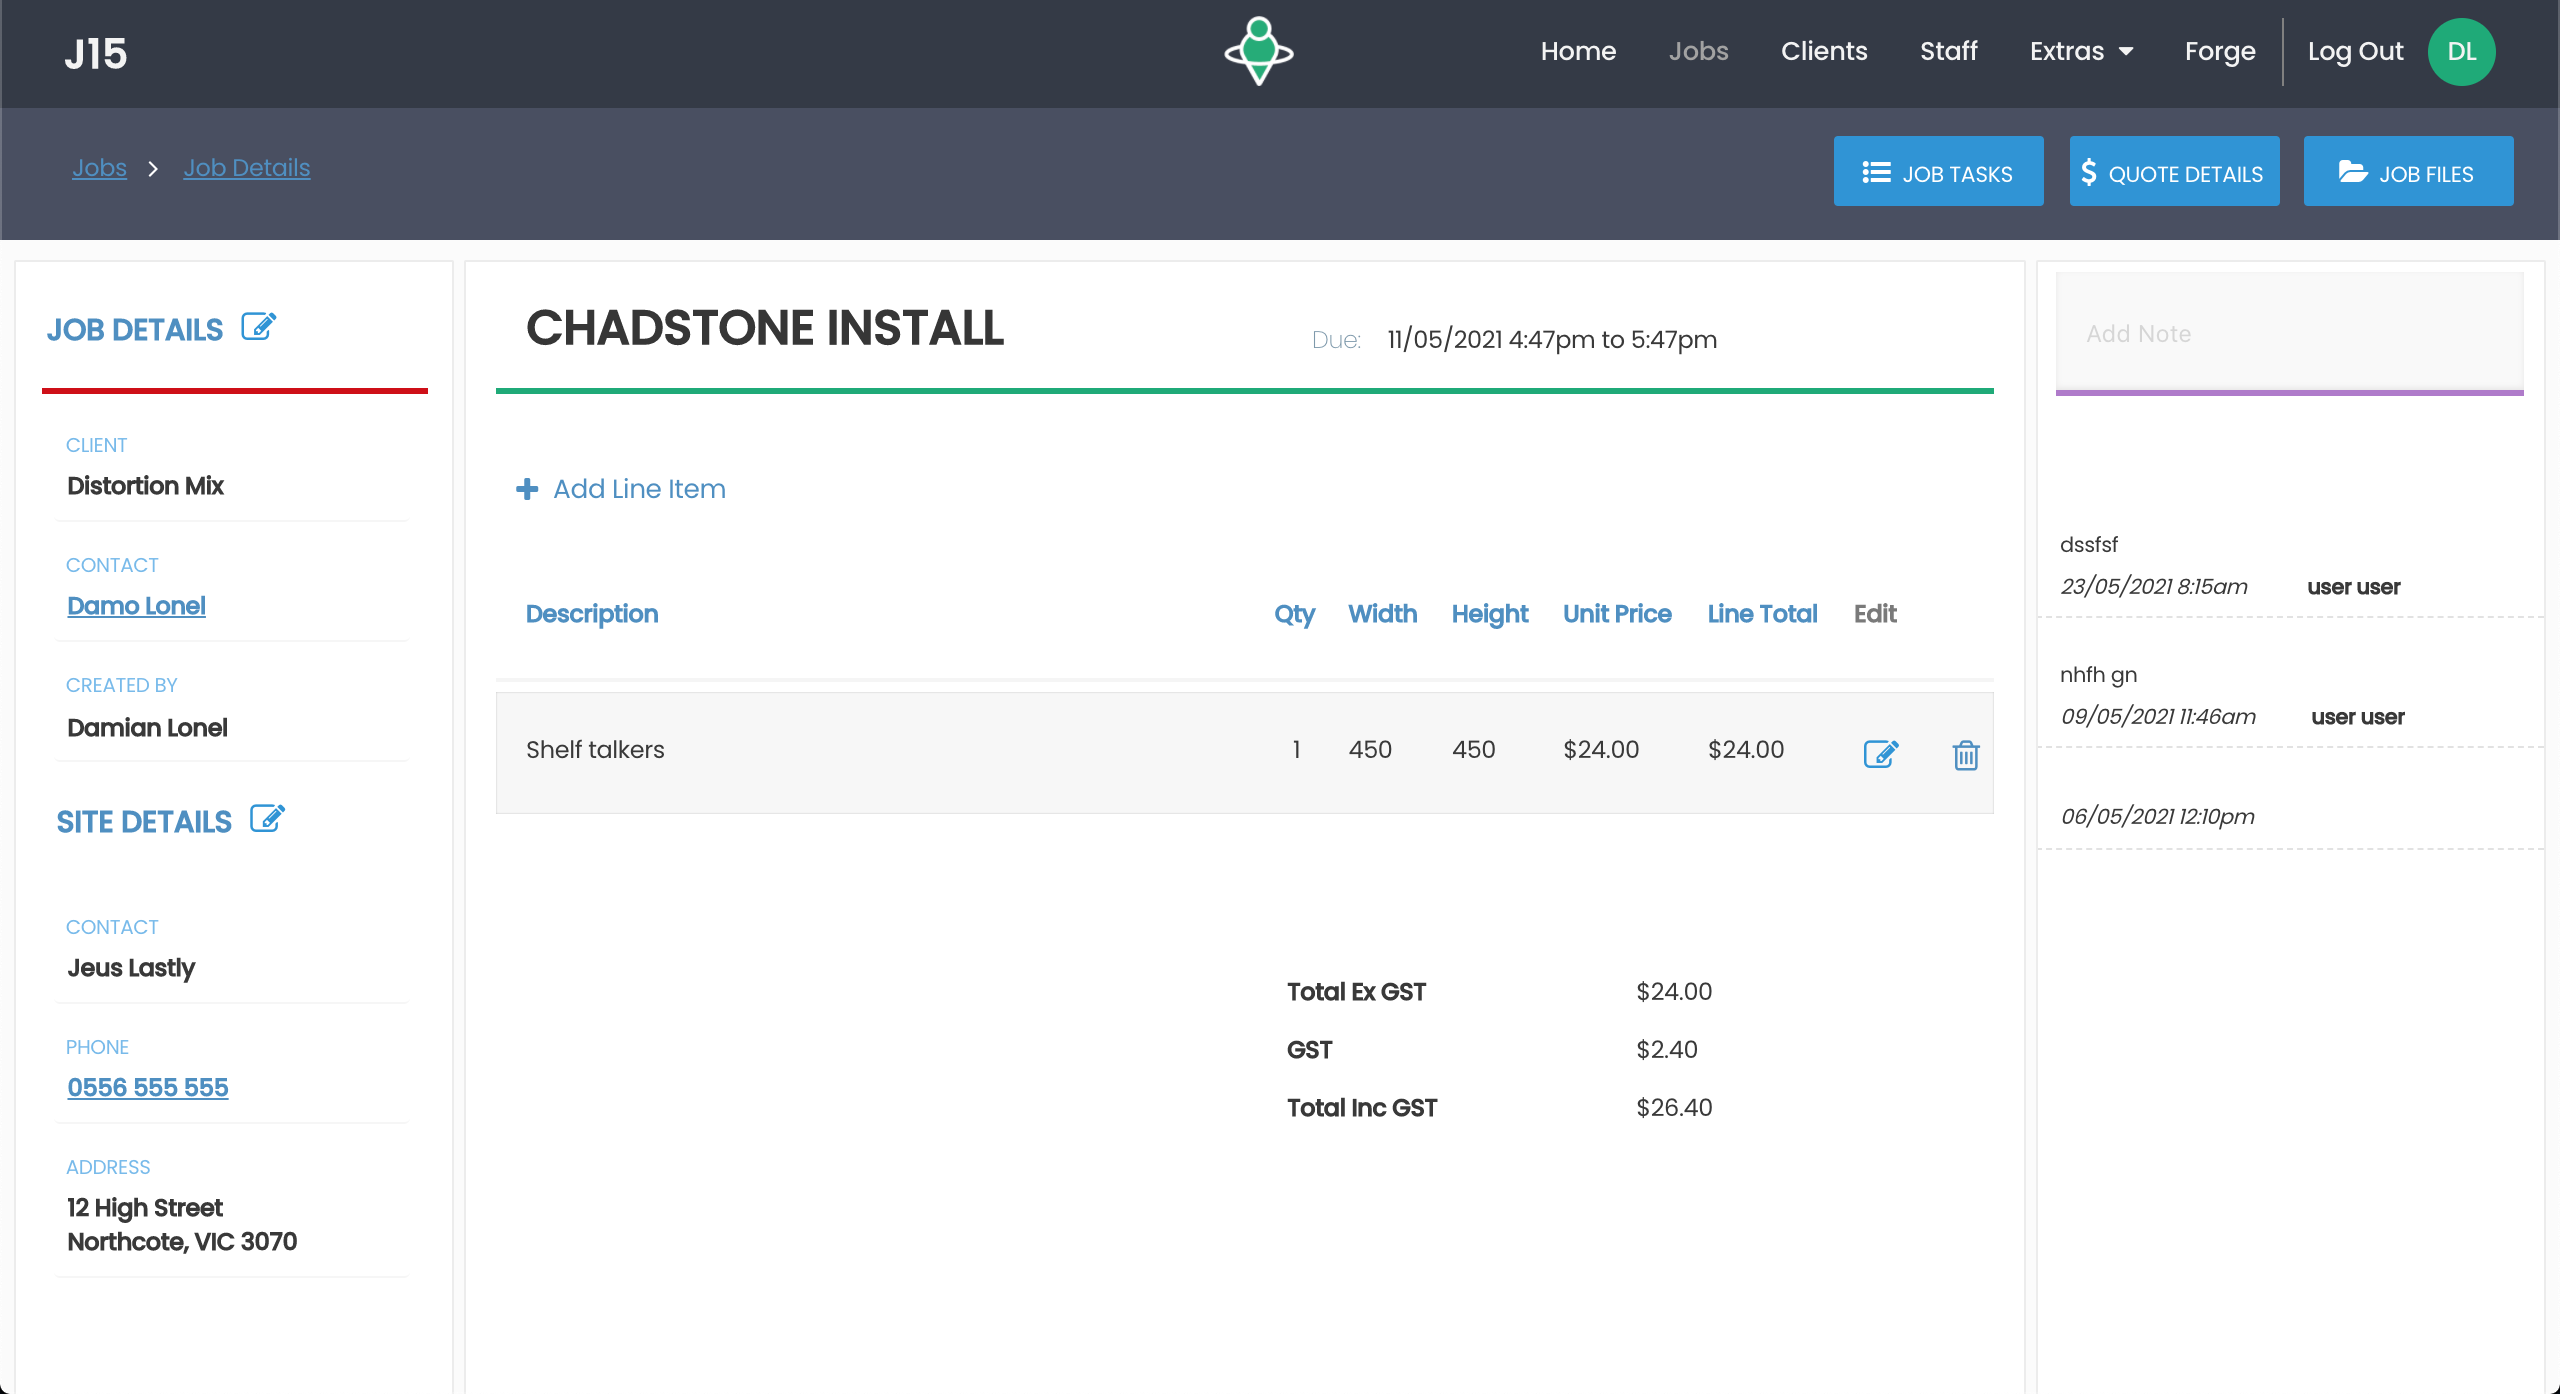 J15
Home Jobs Clients Staff Extras Forge Log Out DL
Jobs Job Details
JOB TASKS QUOTE DETAILS JOB FILES
JOB DETAILS
CLIENT
Distortion Mix
CONTACT
Damo Lonel
CREATED BY
Damian Lonel
SITE DETAILS
CONTACT
Jeus Lastly
PHONE
0556 555 555
ADDRESS
12 High Street
Northcote, VIC 3070
CHADSTONE INSTALL
Due: 11/05/2021 4:47pm to 5:47pm
Add Line Item
Description Qty Width Height Unit Price Line Total Edit
Shelf talkers 1 450 450 $24.00 $24.00
Total Ex GST $24.00
GST $2.40
Total Inc GST $26.40
Add Note
dssfsf
23/05/2021 8:15am user user
nhfh gn
09/05/2021 11:46am user user
06/05/2021 12:10pm